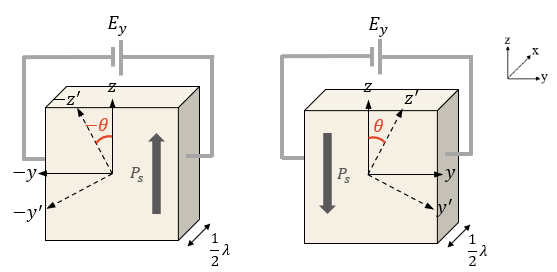 E_y
−z′
z
−θ
P_s
−y
−y′
1/2 λ
E_y
z
z′
θ
P_s
y
y′
1/2 λ
z
x
y